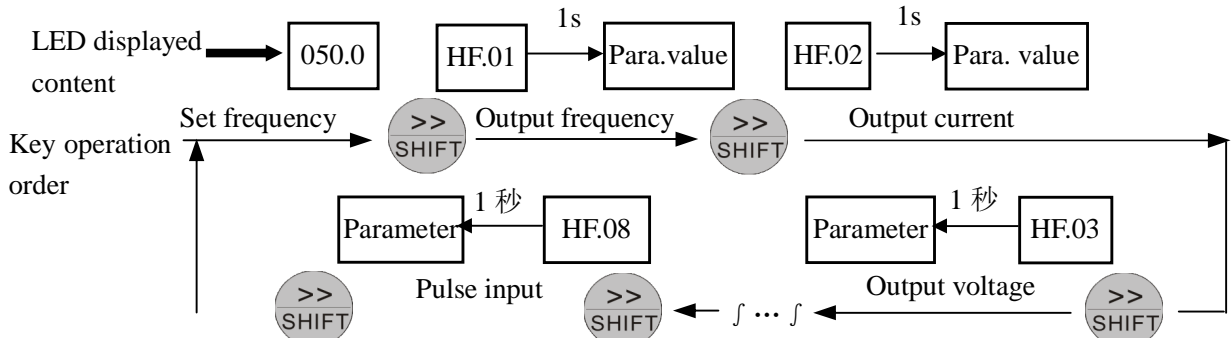 LED displayed
content
050.0
HF.01
1s
Para.value
HF.02
1s
Para. value
Key operation
order
Set frequency
>>
SHIFT
Output frequency
>>
SHIFT
Output current
Parameter
1 秒
HF.08
Parameter
1 秒
HF.03
>>
SHIFT
Pulse input
>>
SHIFT
∫ ••• ∫
Output voltage
>>
SHIFT